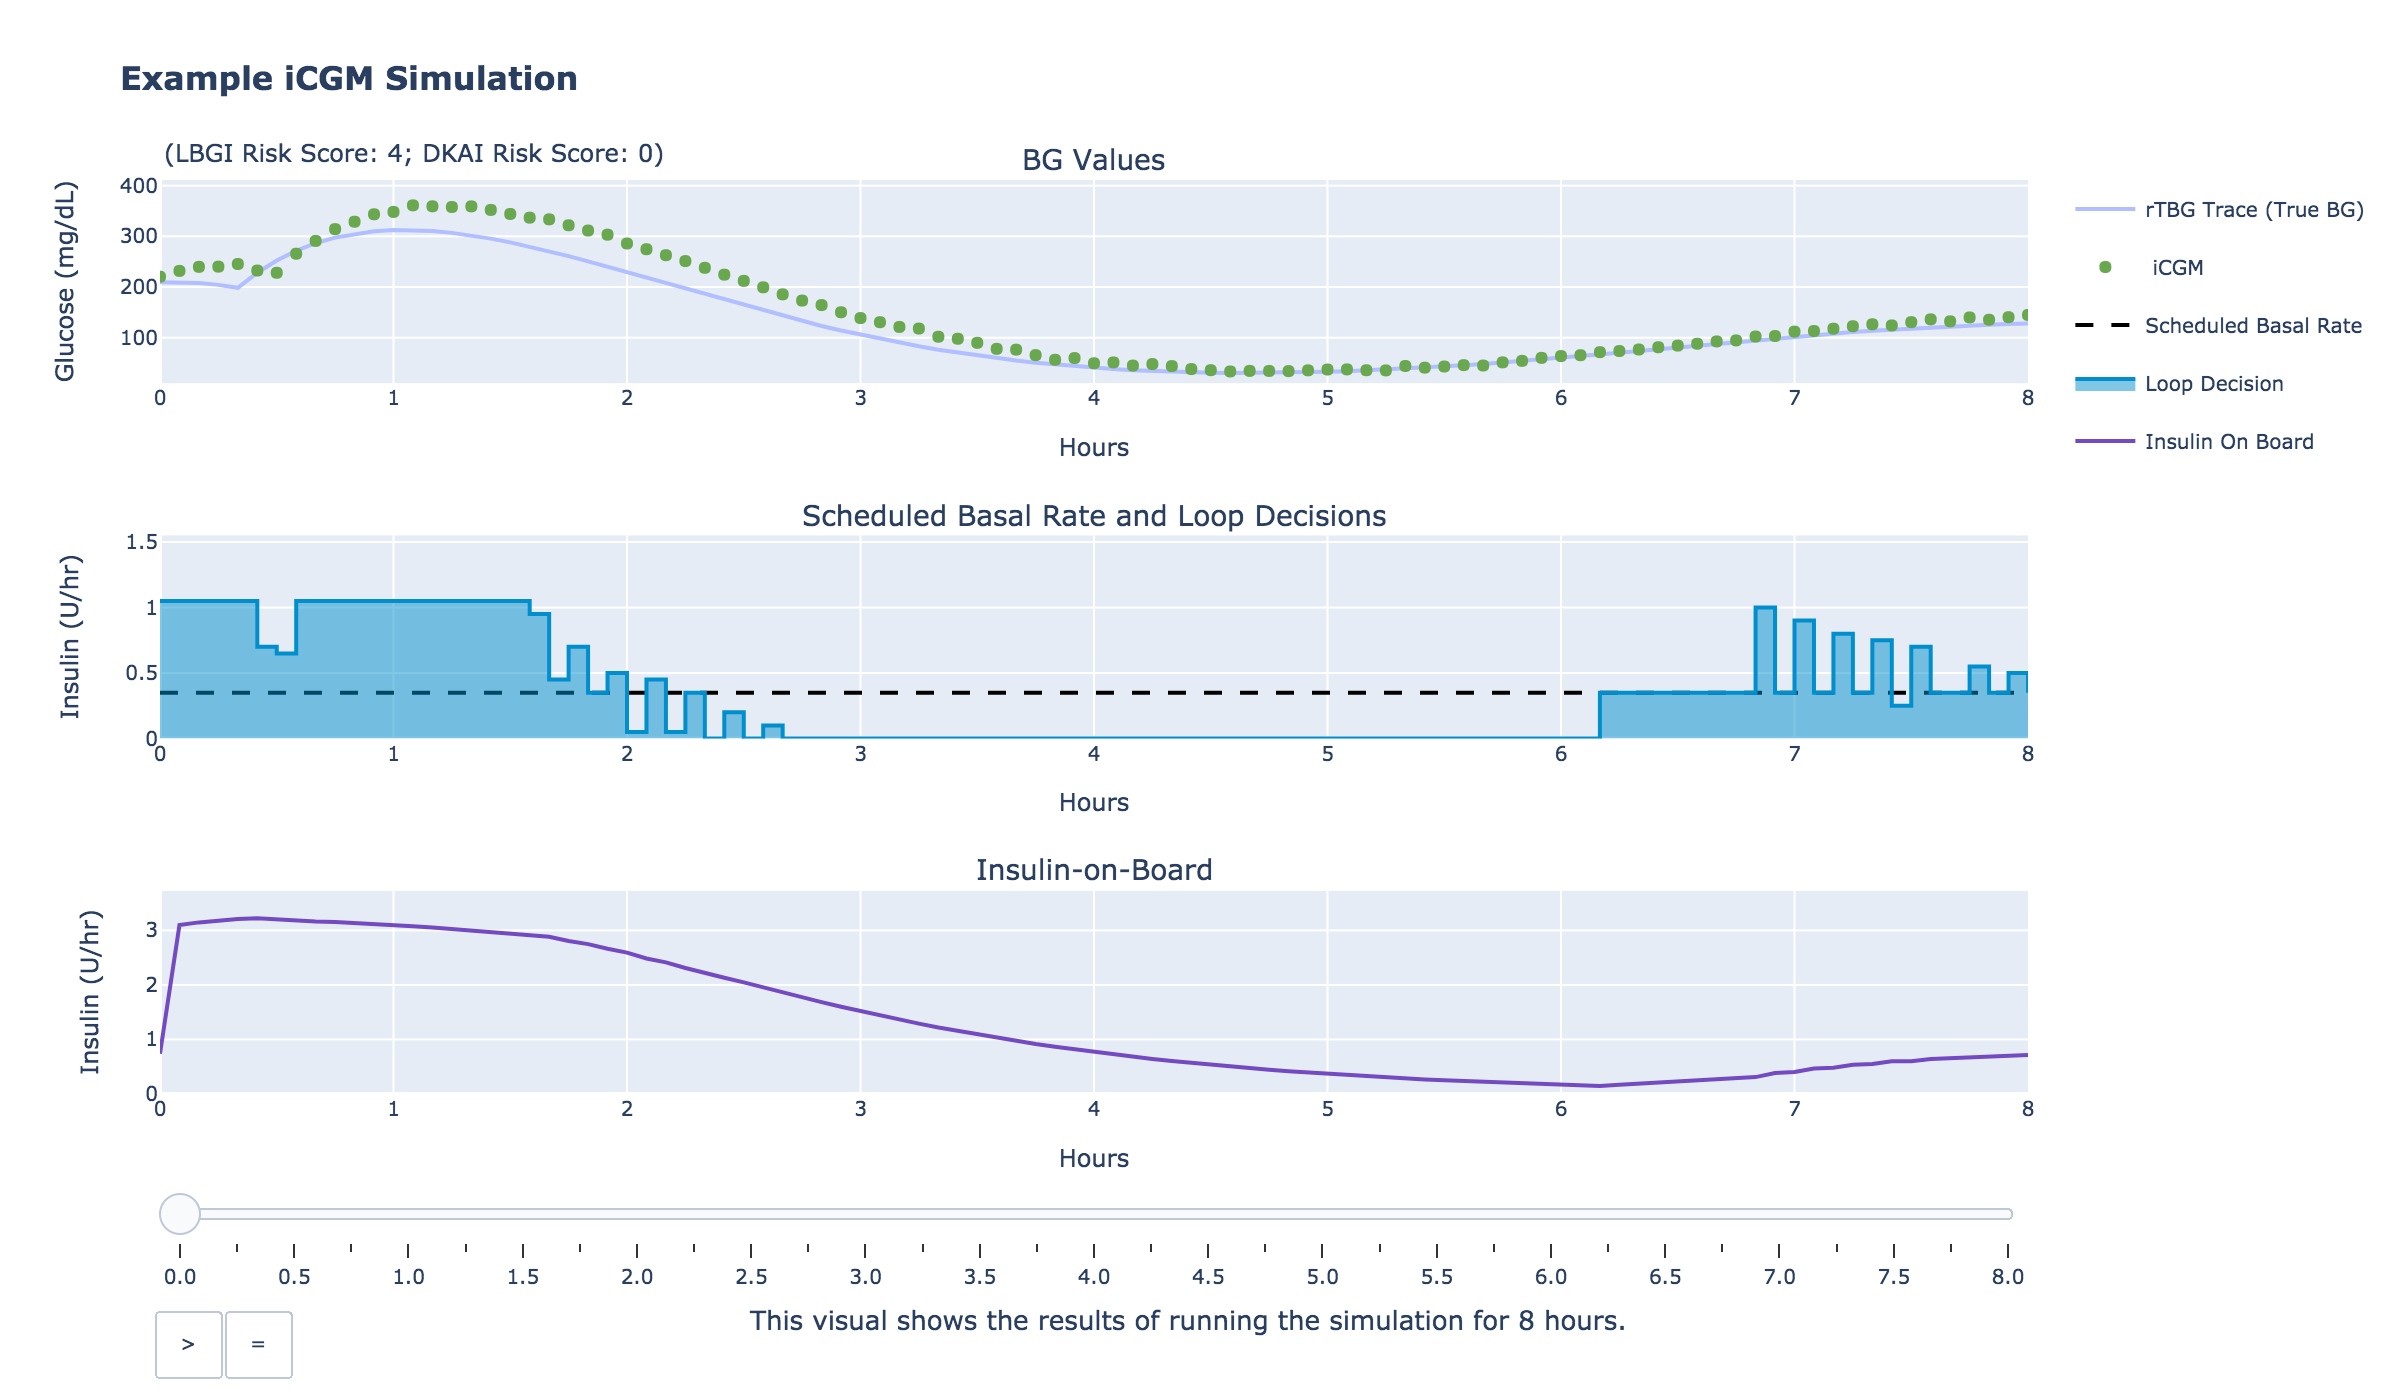 Example iCGM Simulation
(LBGI Risk Score: 4; DKAI Risk Score: 0)
BG Values
Glucose (mg/dL)
400
300
200
100
0 1 2 3 4 5 6 7 8
Hours
rTBG Trace (True BG)
iCGM
Scheduled Basal Rate
Loop Decision
Insulin On Board
Scheduled Basal Rate and Loop Decisions
Insulin (U/hr)
1.5
1
0.5
0
0 1 2 3 4 5 6 7 8
Hours
Insulin-on-Board
Insulin (U/hr)
3
2
1
0
0 1 2 3 4 5 6 7 8
Hours
0.0 0.5 1.0 1.5 2.0 2.5 3.0 3.5 4.0 4.5 5.0 5.5 6.0 6.5 7.0 7.5 8.0
This visual shows the results of running the simulation for 8 hours.
> =